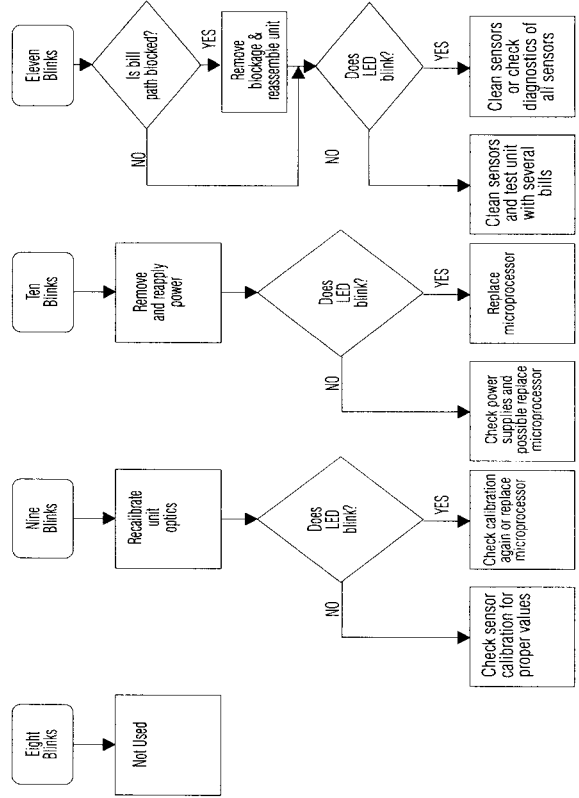 Eight
Blinks
Not Used
Nine
Blinks
Recalibrate
unit
optics
Does
LED
blink?
NO
YES
Check sensor
calibration for
proper values
Check calibration
again or replace
microprocessor
Ten
Blinks
Remove
and reapply
power
Does
LED
blink?
NO
YES
Check power
supplies and
possible replace
microprocessor
Replace
microprocessor
Eleven
Blinks
Is bill
path blocked?
NO
YES
Remove
blockage &
reassemble unit
Does
LED
blink?
NO
YES
Clean sensors
and test unit
with several
bills
Clean sensors
or check
diagnostics of
all sensors